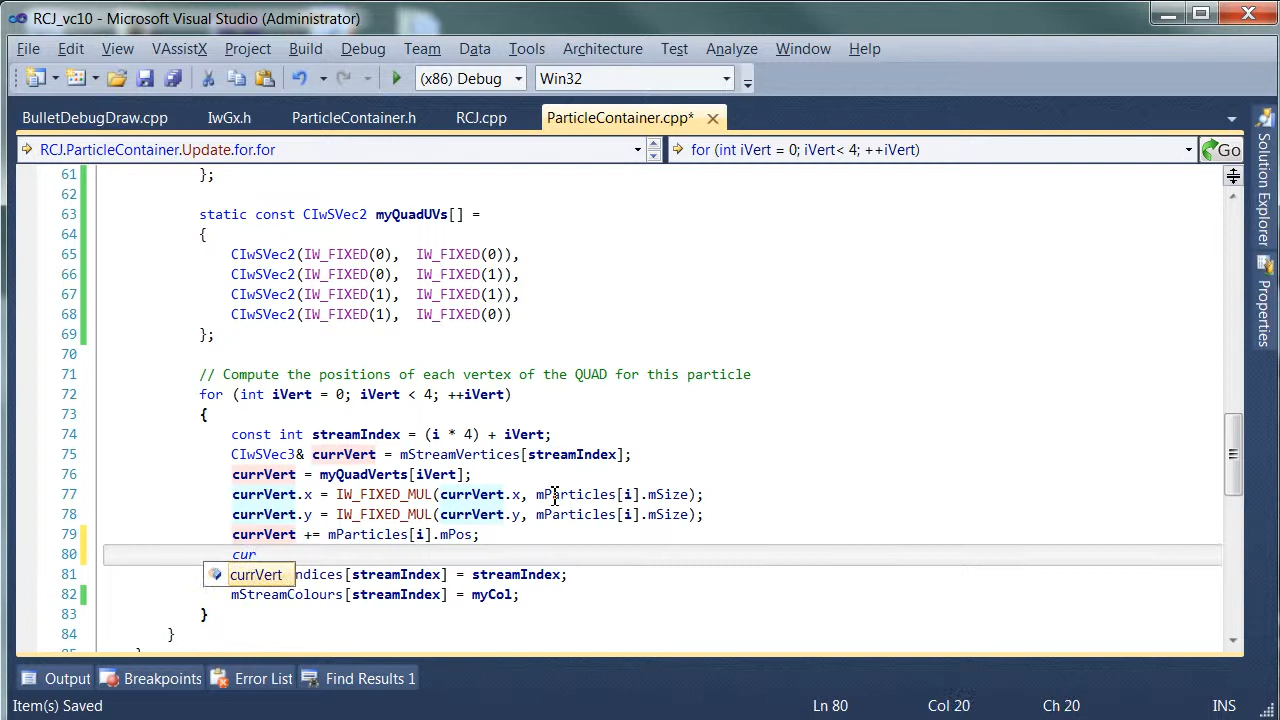 RCJ_vc10 - Microsoft Visual Studio (Administrator)
File Edit View VAssistX Project Build Debug Team Data Tools Architecture Test Analyze Window Help
(x86) Debug Win32
BulletDebugDraw.cpp IwGx.h ParticleContainer.h RCJ.cpp ParticleContainer.cpp*
RCJ.ParticleContainer.Update.for.for for (int iVert = 0; iVert< 4; ++iVert) Go
61 };
62
63 static const CIwSVec2 myQuadUVs[] =
64 {
65 CIwSVec2(IW_FIXED(0), IW_FIXED(0)),
66 CIwSVec2(IW_FIXED(0), IW_FIXED(1)),
67 CIwSVec2(IW_FIXED(1), IW_FIXED(1)),
68 CIwSVec2(IW_FIXED(1), IW_FIXED(0))
69 };
70
71 // Compute the positions of each vertex of the QUAD for this particle
72 for (int iVert = 0; iVert < 4; ++iVert)
73 {
74 const int streamIndex = (i * 4) + iVert;
75 CIwSVec3& currVert = mStreamVertices[streamIndex];
76 currVert = myQuadVerts[iVert];
77 currVert.x = IW_FIXED_MUL(currVert.x, mParticles[i].mSize);
78 currVert.y = IW_FIXED_MUL(currVert.y, mParticles[i].mSize);
79 currVert += mParticles[i].mPos;
80 cur
81 currVert ndices[streamIndex] = streamIndex;
82 mStreamColours[streamIndex] = myCol;
83 }
84 }
Output Breakpoints Error List Find Results 1
Item(s) Saved Ln 80 Col 20 Ch 20 INS
Solution Explorer
Properties